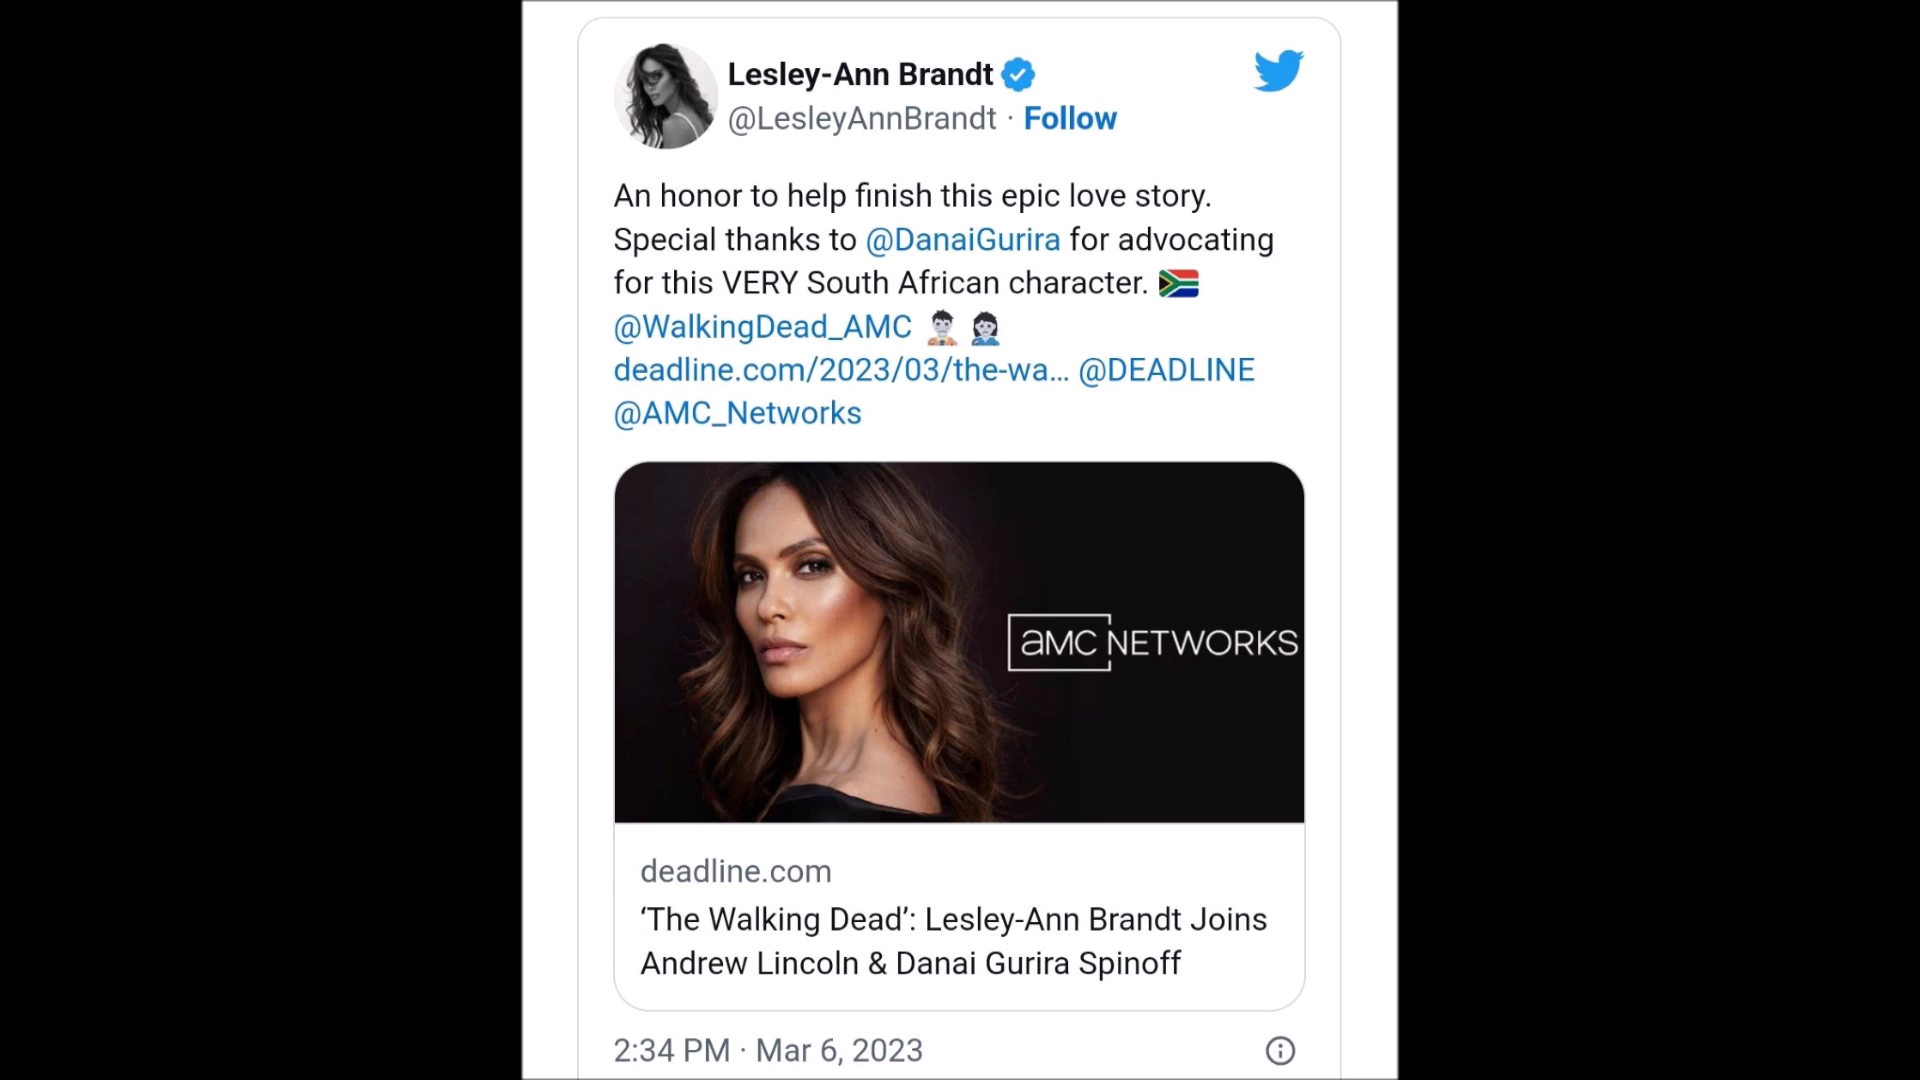 Lesley-Ann Brandt
@LesleyAnnBrandt · Follow
An honor to help finish this epic love story.
Special thanks to @DanaiGurira for advocating
for this VERY South African character. 🇿🇦
@WalkingDead_AMC 🧟‍♂️ 🧟‍♀️
deadline.com/2023/03/the-wa… @DEADLINE
@AMC_Networks
aMC NETWORKS
deadline.com
‘The Walking Dead’: Lesley-Ann Brandt Joins
Andrew Lincoln & Danai Gurira Spinoff
2:34 PM · Mar 6, 2023